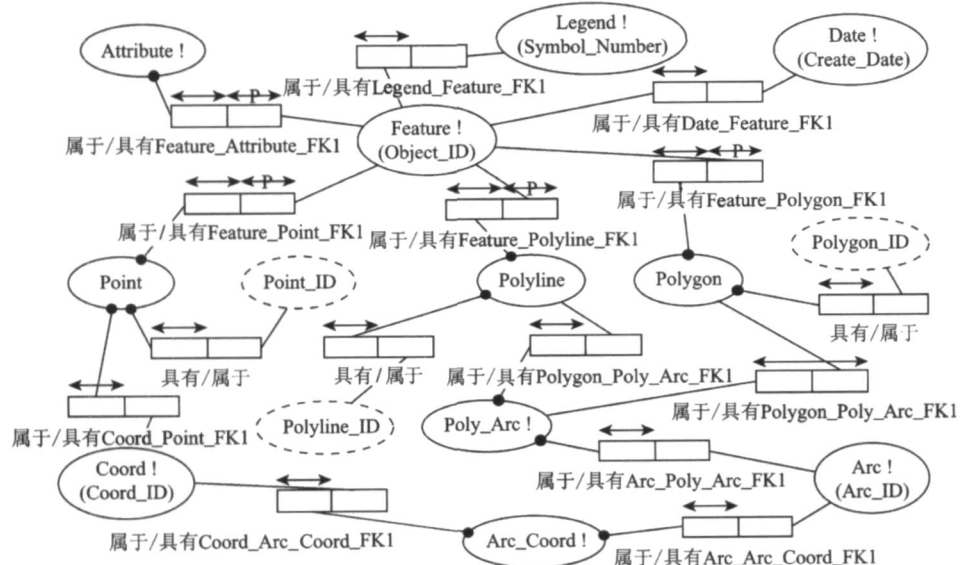 Legend !
(Symbol_Number)
Attribute !
Date !
(Create_Date)
属于/具有Legend_Feature_FK1
P
属于/具有Date_Feature_FK1
Feature !
(Object_ID)
属于/具有Feature_Attribute_FK1
P
P
P
属于/具有Feature_Polygon_FK1
属于/具有Feature_Point_FK1
属于/具有Feature_Polyline_FK1
Polygon_ID
Point
Point_ID
Polyline
Polygon
具有/属于
具有/属于
具有/属于
属于/具有Polygon_Poly_Arc_FK1
属于/具有Polygon_Poly_Arc_FK1
属于/具有Coord_Point_FK1
Polyline_ID
Poly_Arc !
Coord !
(Coord_ID)
属于/具有Arc_Poly_Arc_FK1
Arc !
(Arc_ID)
属于/具有Coord_Arc_Coord_FK1
Arc_Coord !
属于/具有Arc_Arc_Coord_FK1